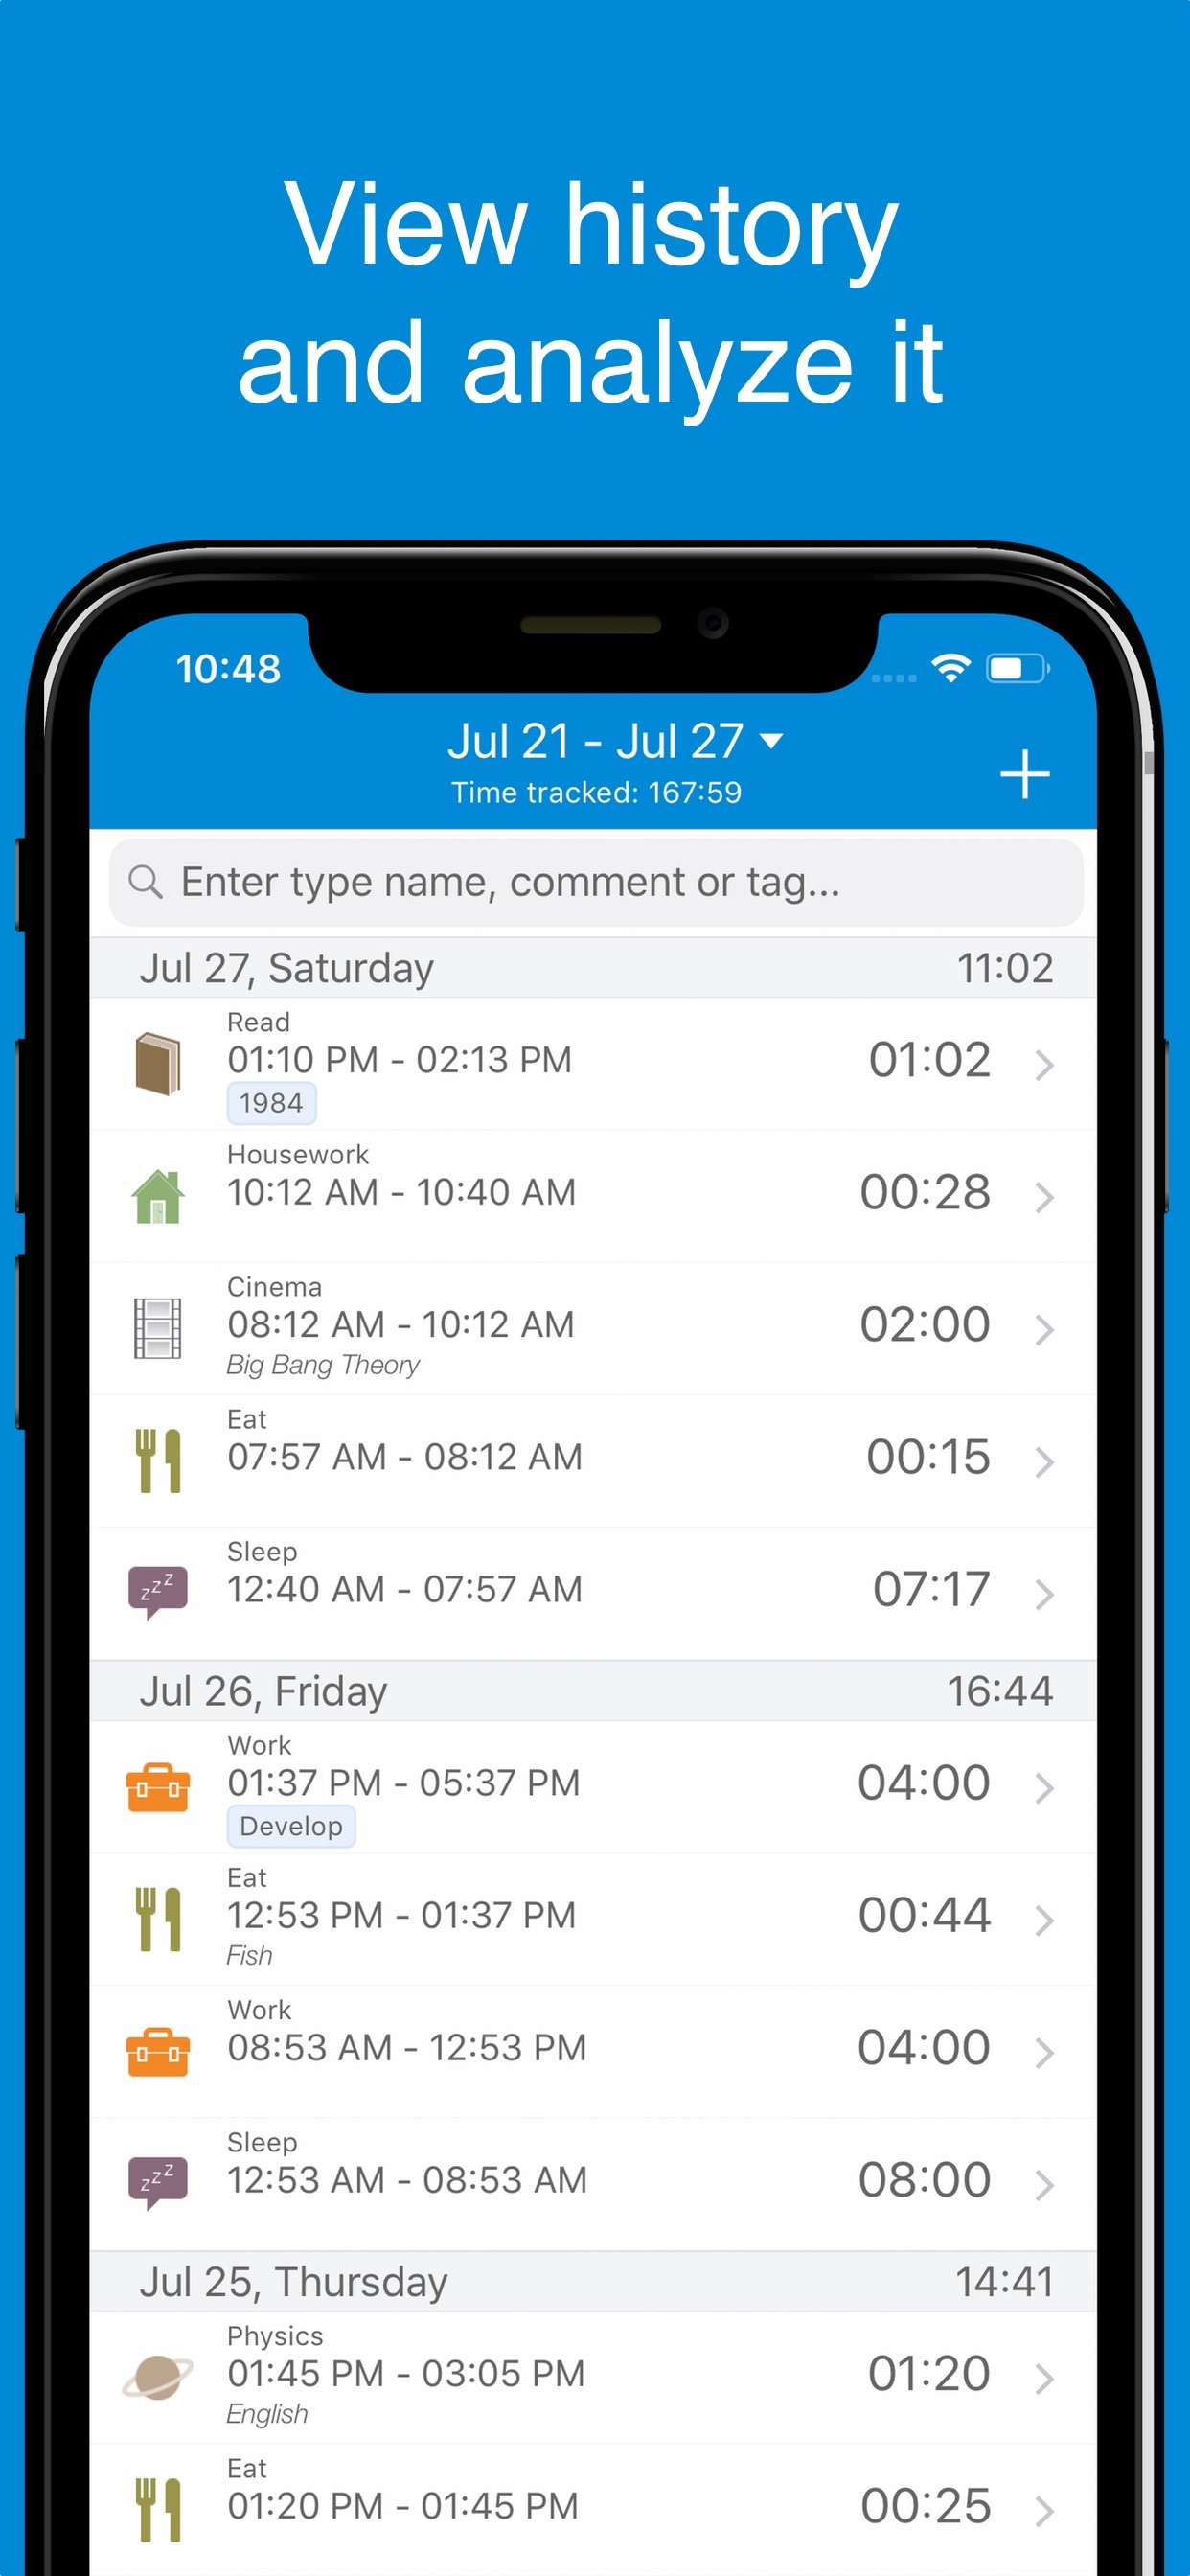 View history
and analyze it
10:48
Jul 21 - Jul 27
Time tracked: 167:59
Enter type name, comment or tag...
Jul 27, Saturday 11:02
Read
01:10 PM - 02:13 PM 01:02
1984
Housework
10:12 AM - 10:40 AM 00:28
Cinema
08:12 AM - 10:12 AM 02:00
Big Bang Theory
Eat
07:57 AM - 08:12 AM 00:15
Sleep
zzz
12:40 AM - 07:57 AM 07:17
Jul 26, Friday 16:44
Work
01:37 PM - 05:37 PM 04:00
Develop
Eat
12:53 PM - 01:37 PM 00:44
Fish
Work
08:53 AM - 12:53 PM 04:00
Sleep
zzz
12:53 AM - 08:53 AM 08:00
Jul 25, Thursday 14:41
Physics
01:45 PM - 03:05 PM 01:20
English
Eat
01:20 PM - 01:45 PM 00:25